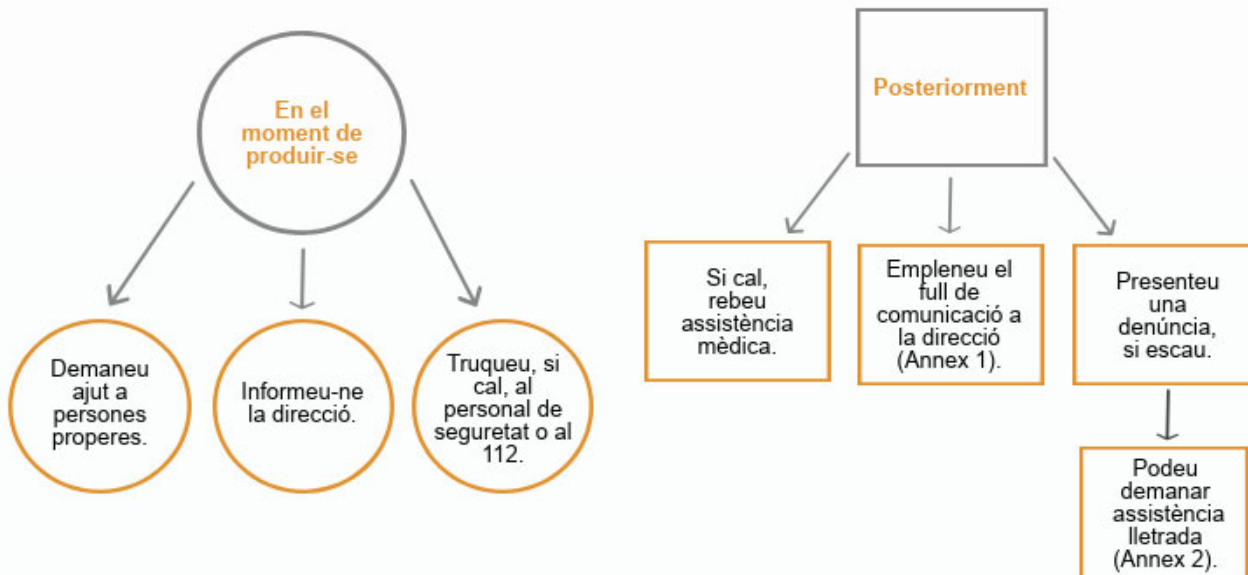 En el
moment de
produir-se
Demaneu
ajut a
persones
properes.
Informeu-ne
la direcció.
Truqueu, si
cal, al
personal de
seguretat o al
112.
Posteriorment
Si cal,
rebeu
assistència
mèdica.
Empleneu el
full de
comunicació a
la direcció
(Annex 1).
Presenteu
una
denúncia,
si escau.
Podeu
demanar
assistència
lletrada
(Annex 2).